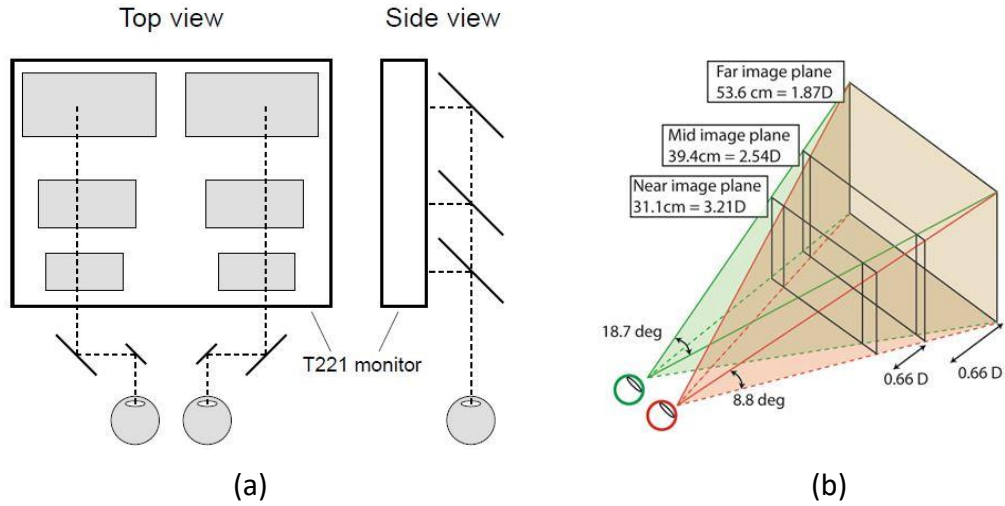 Top view
Side view
T221 monitor
(a)
Far image plane
53.6 cm = 1.87D
Mid image plane
39.4cm = 2.54D
Near image plane
31.1cm = 3.21D
18.7 deg
8.8 deg
0.66 D
0.66 D
(b)